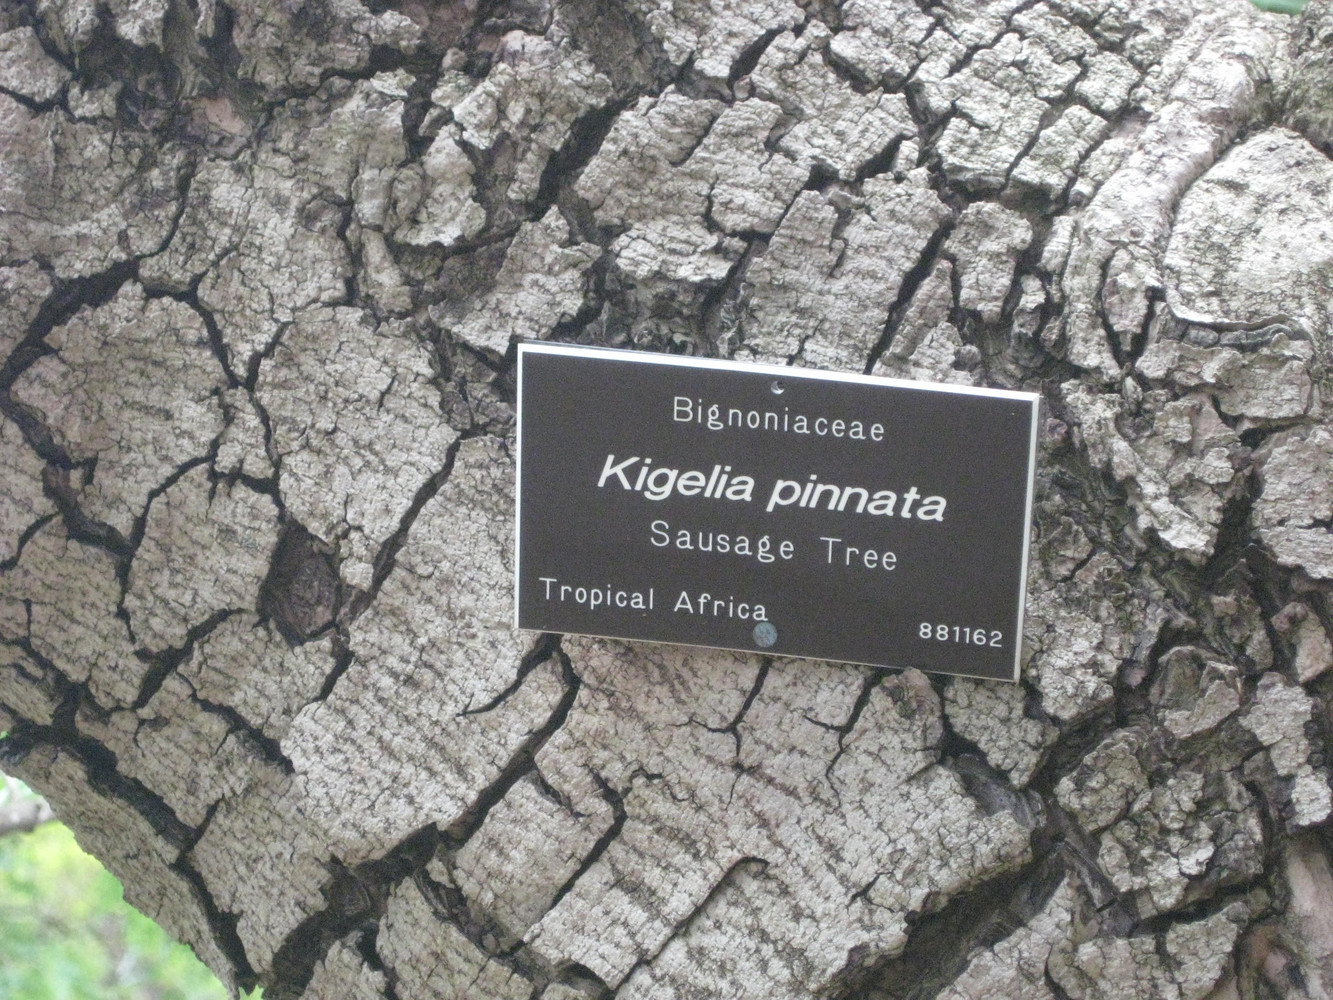 Bignoniaceae
Kigelia pinnata
Sausage Tree
Tropical Africa
881162